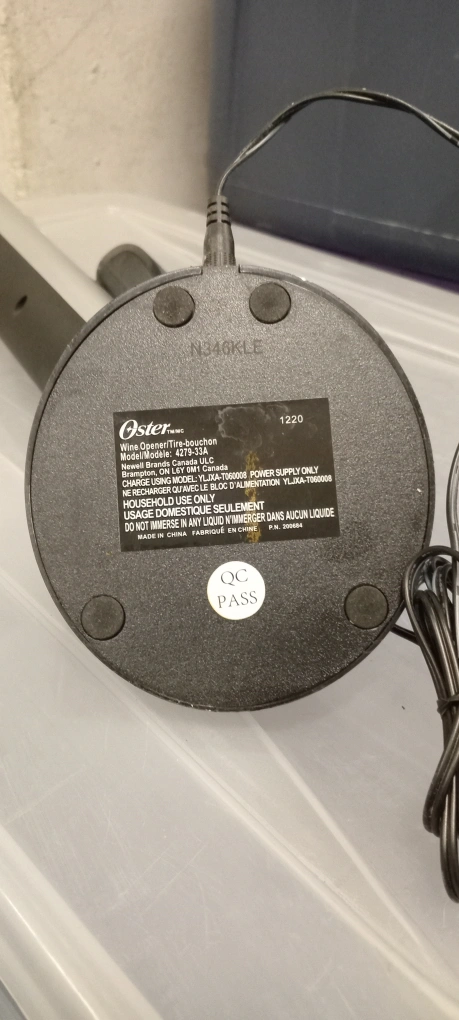 N346KLE
Oster TM/MC
1220
Wine Opener/Tire-bouchon
Model/Modèle: 4279-33A
Newell Brands Canada ULC
Brampton, ON L6Y 0M1 Canada
CHARGE USING MODEL: YLJXA-T060008 POWER SUPPLY ONLY
NE RECHARGER QU'AVEC LE BLOC D'ALIMENTATION YLJXA-T060008
HOUSEHOLD USE ONLY
USAGE DOMESTIQUE SEULEMENT
DO NOT IMMERSE IN ANY LIQUID N'IMMERGER DANS AUCUN LIQUIDE
MADE IN CHINA FABRIQUÉ EN CHINE P.N. 200684
QC
PASS